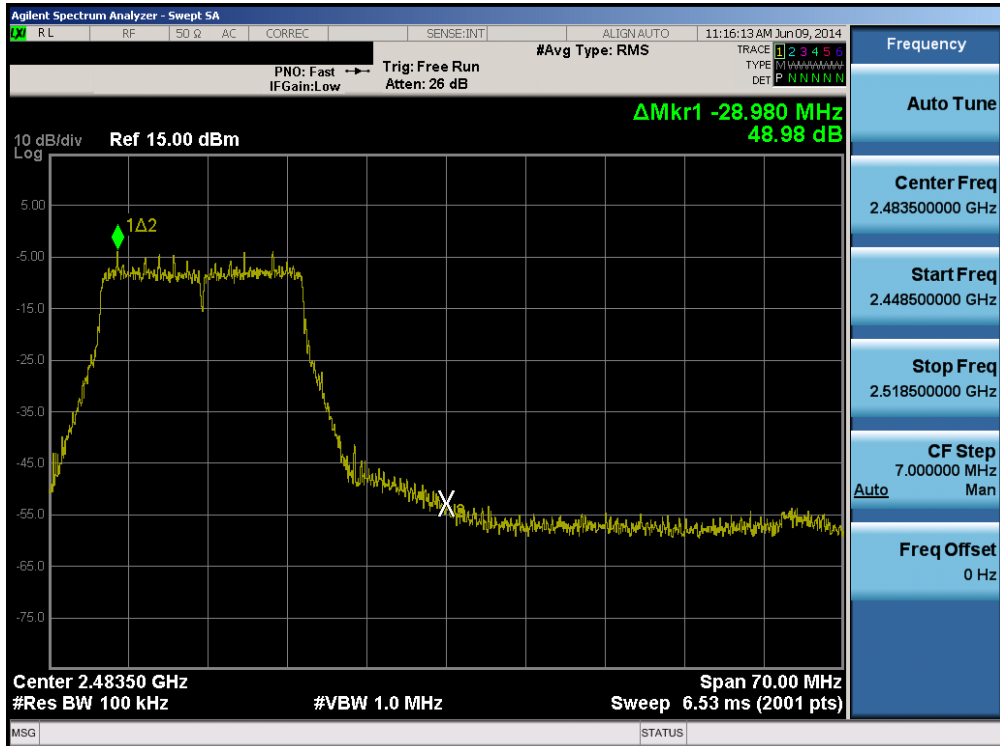 Agilent Spectrum Analyzer - Swept SA
LXI RL RF 50 Ω AC CORREC SENSE:INT ALIGN AUTO 11:16:13 AM Jun 09, 2014
PNO: Fast
IFGain:Low
Trig: Free Run
Atten: 26 dB
#Avg Type: RMS
TRACE 1 2 3 4 5 6
TYPE M WWWWW
DET P N N N N N
ΔMkr1 -28.980 MHz
48.98 dB
10 dB/div
Log
Ref 15.00 dBm
5.00
-5.00
-15.0
-25.0
-35.0
-45.0
-55.0
-65.0
-75.0
1Δ2
X
Center 2.48350 GHz
Span 70.00 MHz
#Res BW 100 kHz
#VBW 1.0 MHz
Sweep 6.53 ms (2001 pts)
MSG
STATUS
Frequency
Auto Tune
Center Freq
2.483500000 GHz
Start Freq
2.448500000 GHz
Stop Freq
2.518500000 GHz
CF Step
7.000000 MHz
Auto Man
Freq Offset
0 Hz